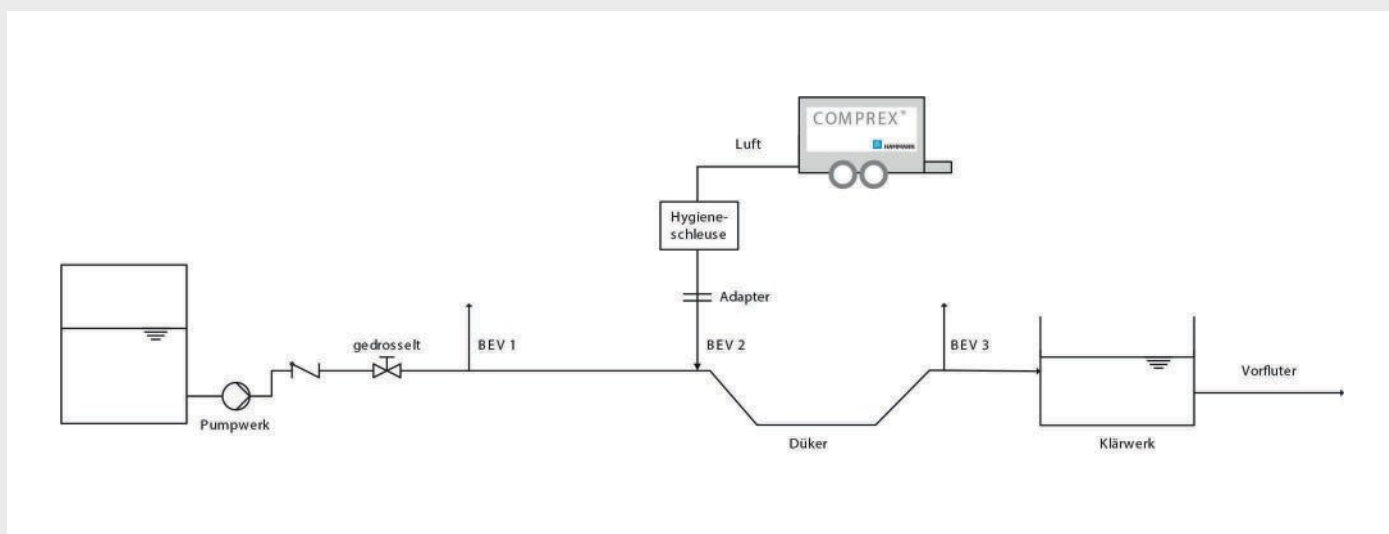 COMPREX®
HAMMANN
Luft
Hygiene-
schleuse
Adapter
gedrosselt
BEV 1
BEV 2
BEV 3
Vorfluter
Pumpwerk
Düker
Klärwerk